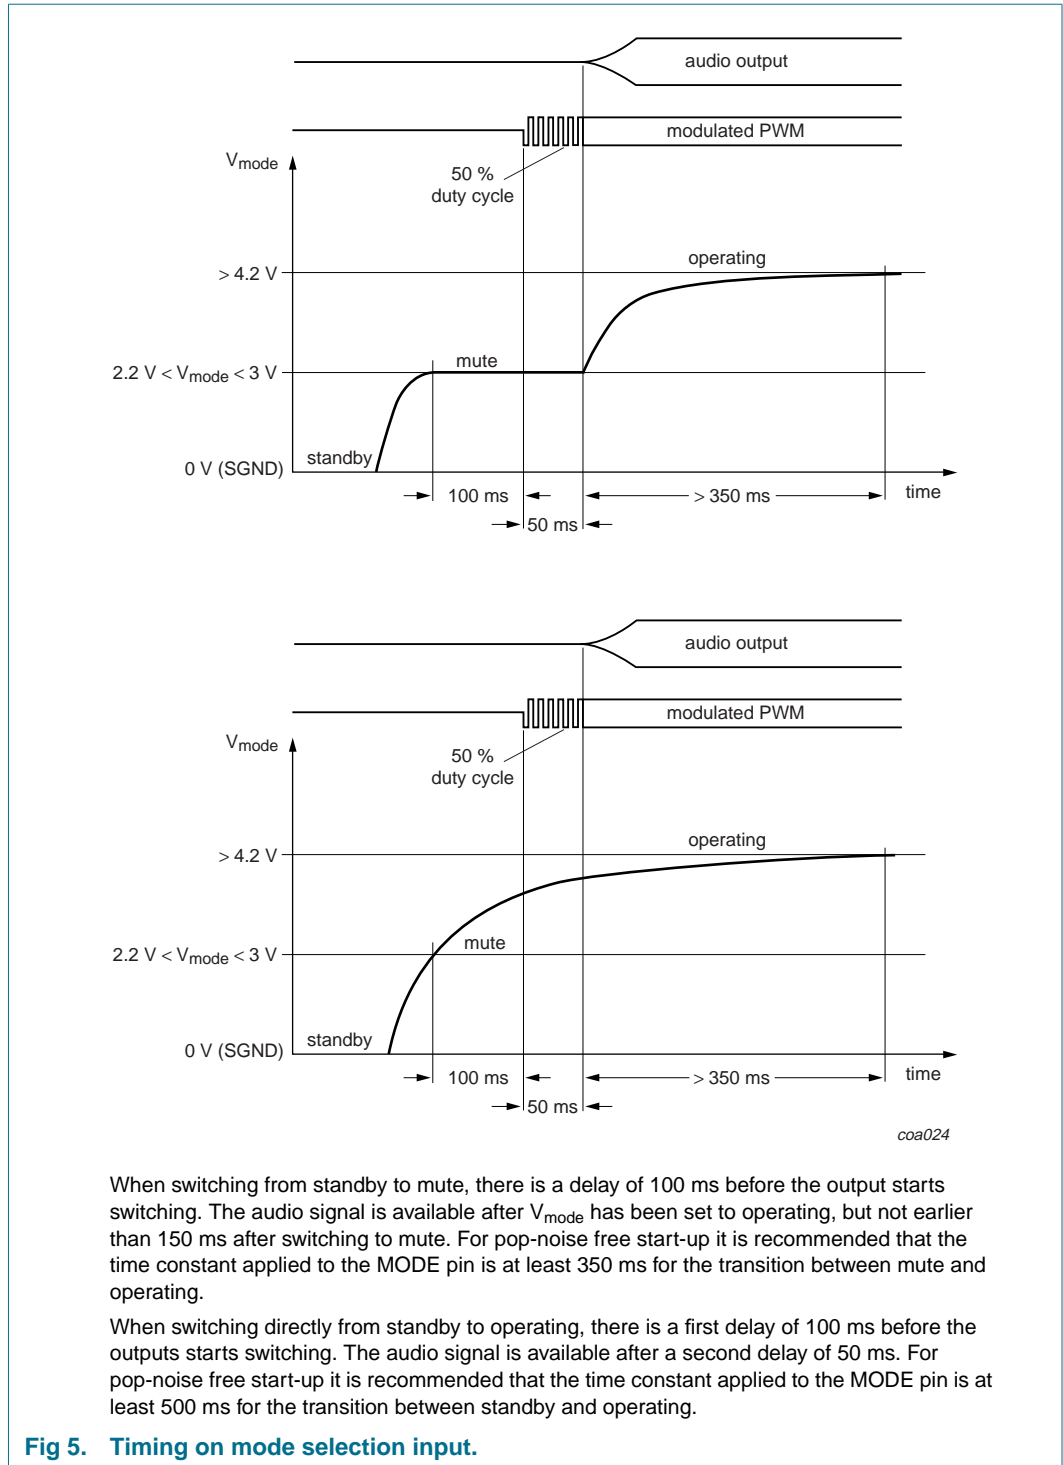 audio output
modulated PWM
Vmode
50 %
duty cycle
> 4.2 V
operating
2.2 V < Vmode < 3 V
mute
standby
0 V (SGND)
100 ms
> 350 ms
time
50 ms
audio output
modulated PWM
Vmode
50 %
duty cycle
operating
> 4.2 V
2.2 V < Vmode < 3 V
mute
standby
0 V (SGND)
100 ms
> 350 ms
time
50 ms
coa024
When switching from standby to mute, there is a delay of 100 ms before the output starts
switching. The audio signal is available after Vmode has been set to operating, but not earlier
than 150 ms after switching to mute. For pop-noise free start-up it is recommended that the
time constant applied to the MODE pin is at least 350 ms for the transition between mute and
operating.
When switching directly from standby to operating, there is a first delay of 100 ms before the
outputs starts switching. The audio signal is available after a second delay of 50 ms. For
pop-noise free start-up it is recommended that the time constant applied to the MODE pin is at
least 500 ms for the transition between standby and operating.
Fig 5. Timing on mode selection input.